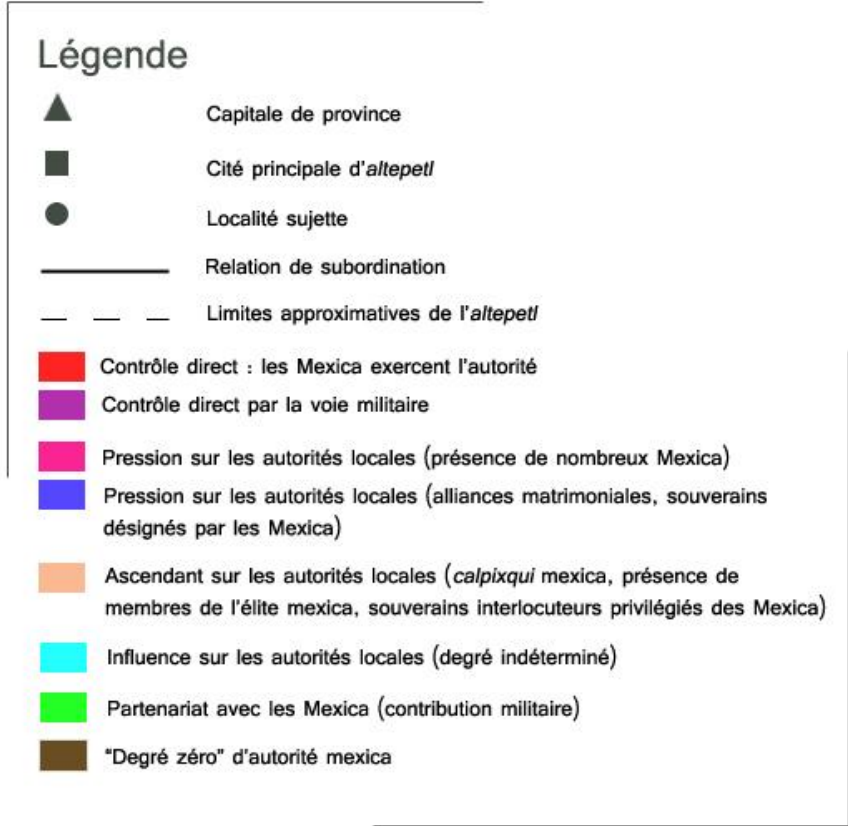 Légende
Capitale de province
Cité principale d'altepetl
Localité sujette
Relation de subordination
Limites approximatives de l'altepetl
Contrôle direct : les Mexica exercent l'autorité
Contrôle direct par la voie militaire
Pression sur les autorités locales (présence de nombreux Mexica)
Pression sur les autorités locales (alliances matrimoniales, souverains
désignés par les Mexica)
Ascendant sur les autorités locales (calpixqui mexica, présence de
membres de l'élite mexica, souverains interlocuteurs privilégiés des Mexica)
Influence sur les autorités locales (degré indéterminé)
Partenariat avec les Mexica (contribution militaire)
"Degré zéro" d'autorité mexica